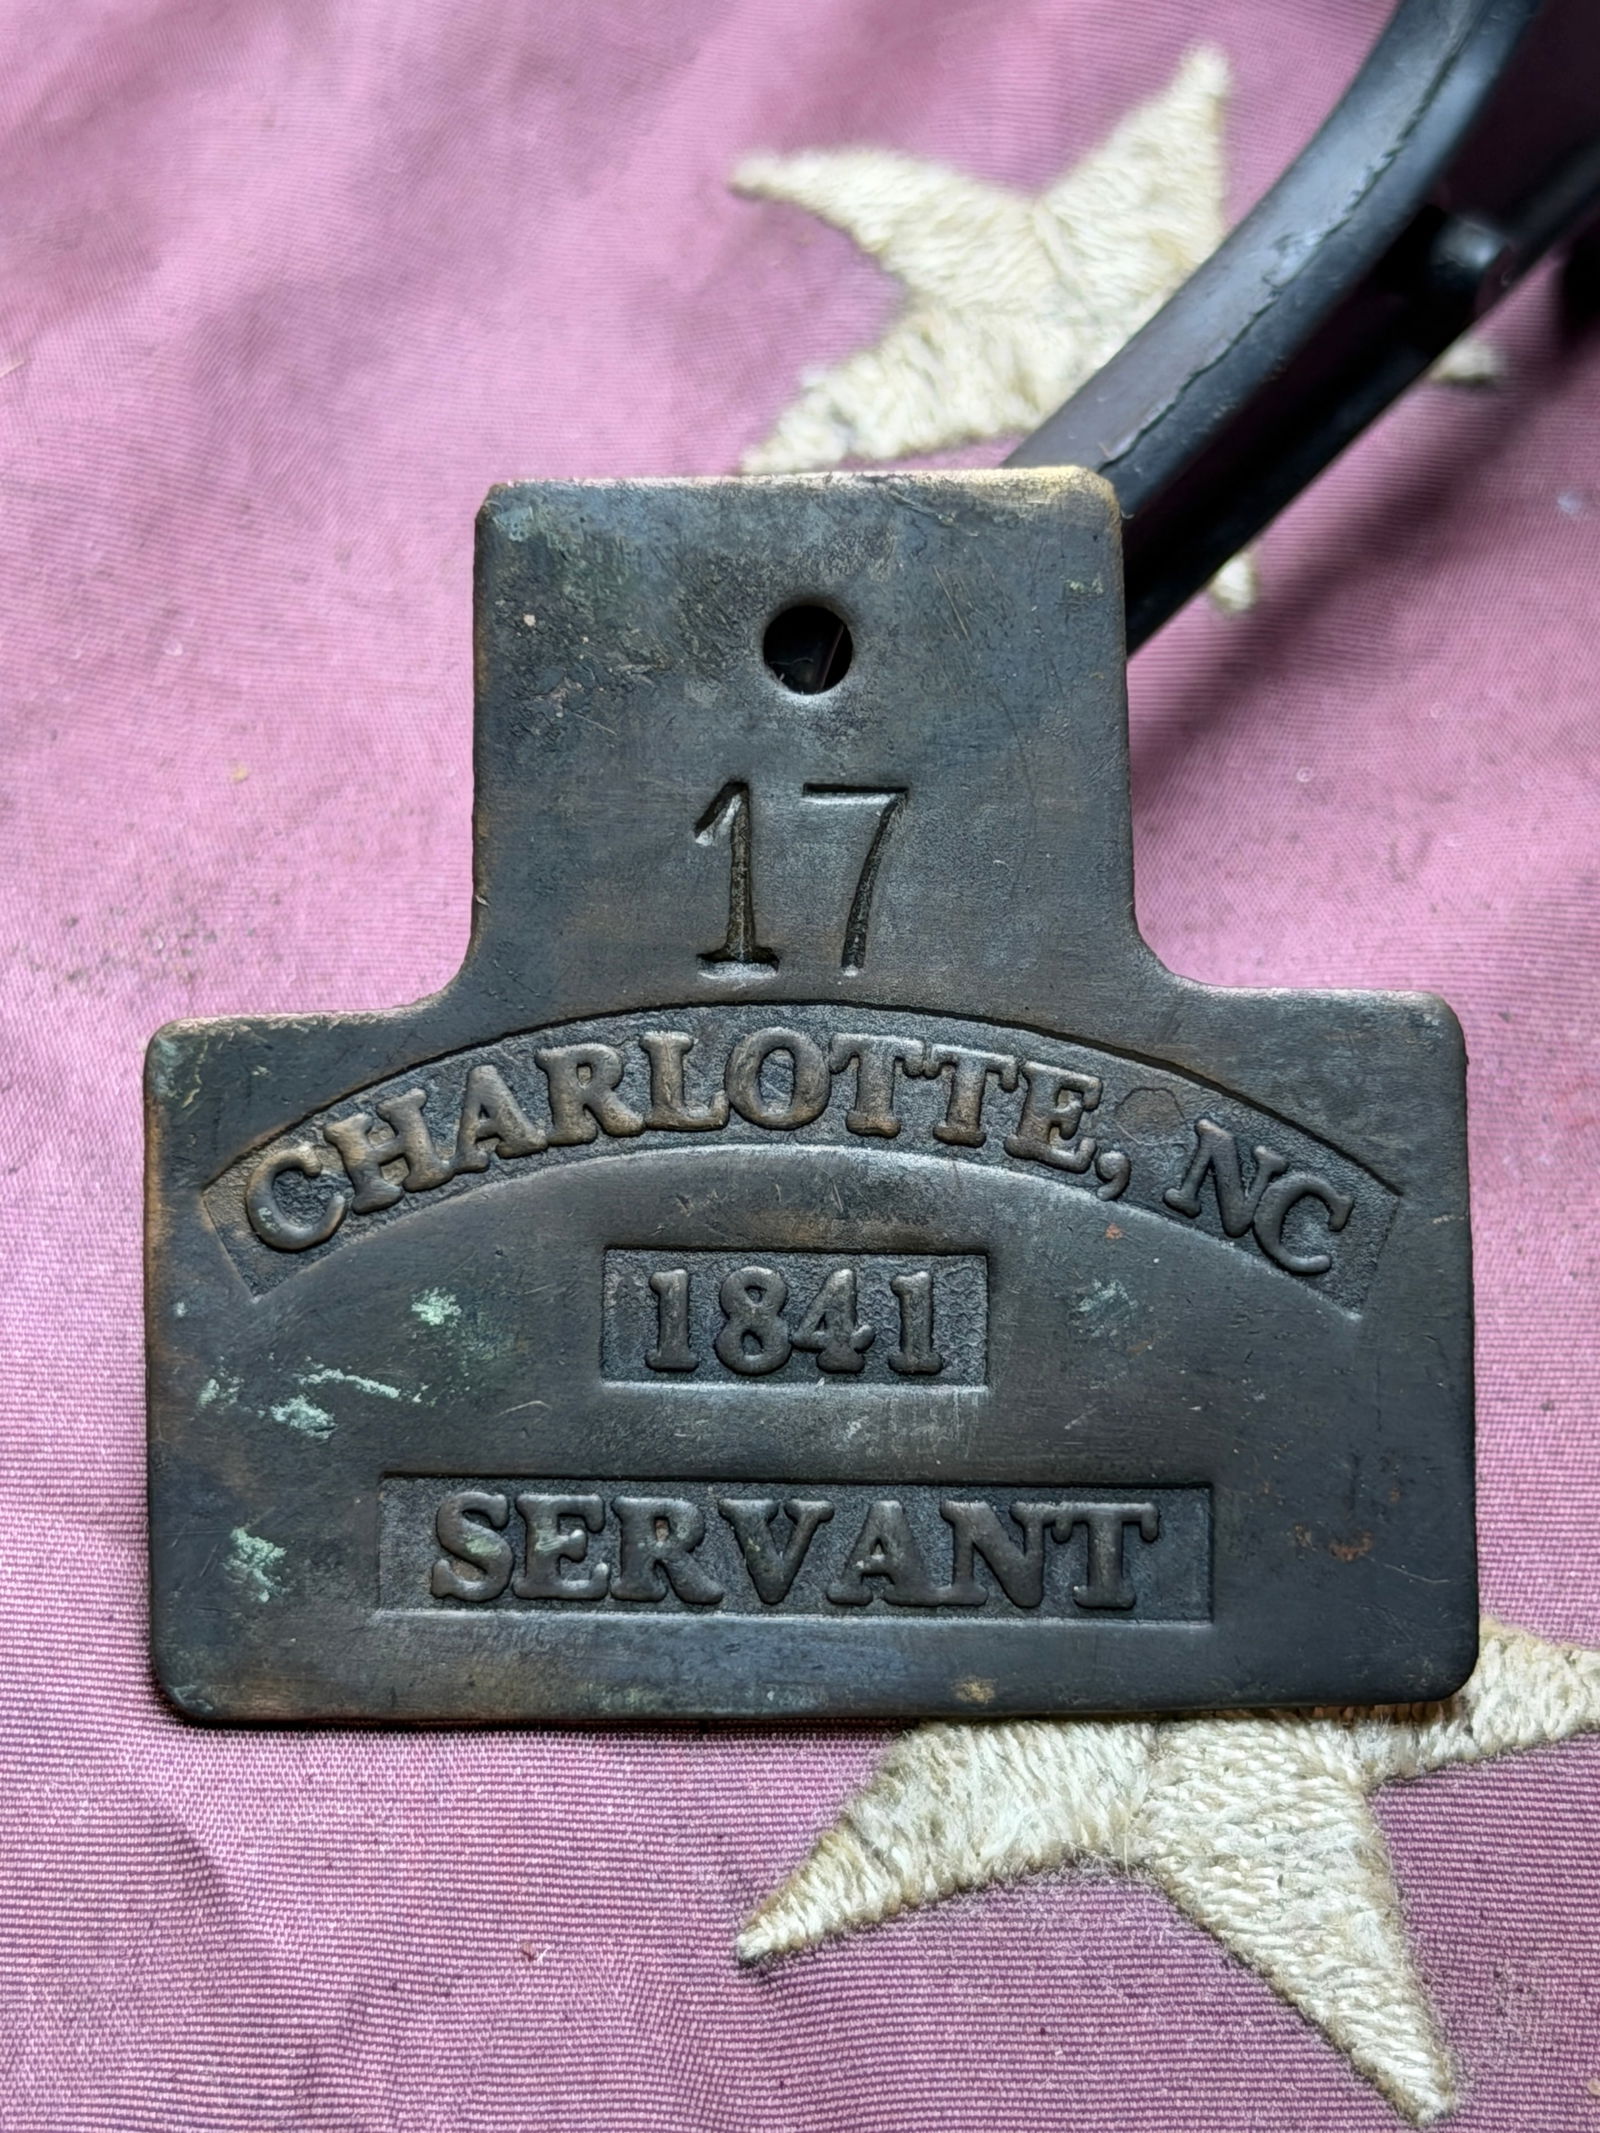 17
CHARLOTTE, NC
1841
SERVANT